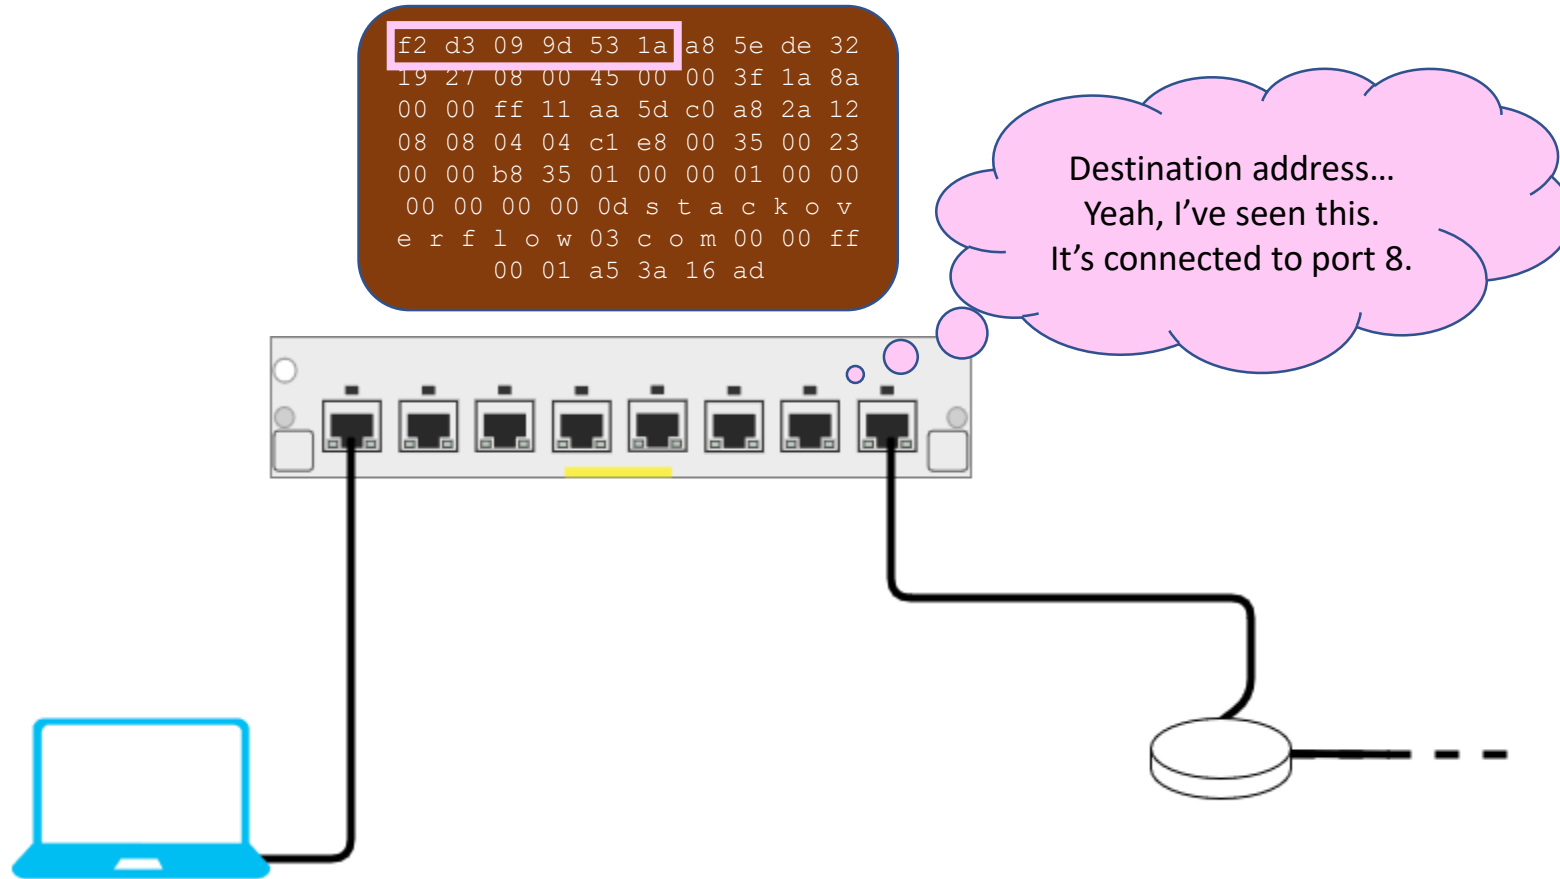 f2 d3 09 9d 53 1a a8 5e de 32
19 27 08 00 45 00 00 3f 1a 8a
00 00 ff 11 aa 5d c0 a8 2a 12
08 08 04 04 c1 e8 00 35 00 23
00 00 b8 35 01 00 00 01 00 00
00 00 00 00 0d s t a c k o v
e r f l o w 03 c o m 00 00 ff
00 01 a5 3a 16 ad
Destination address…
Yeah, I’ve seen this.
It’s connected to port 8.